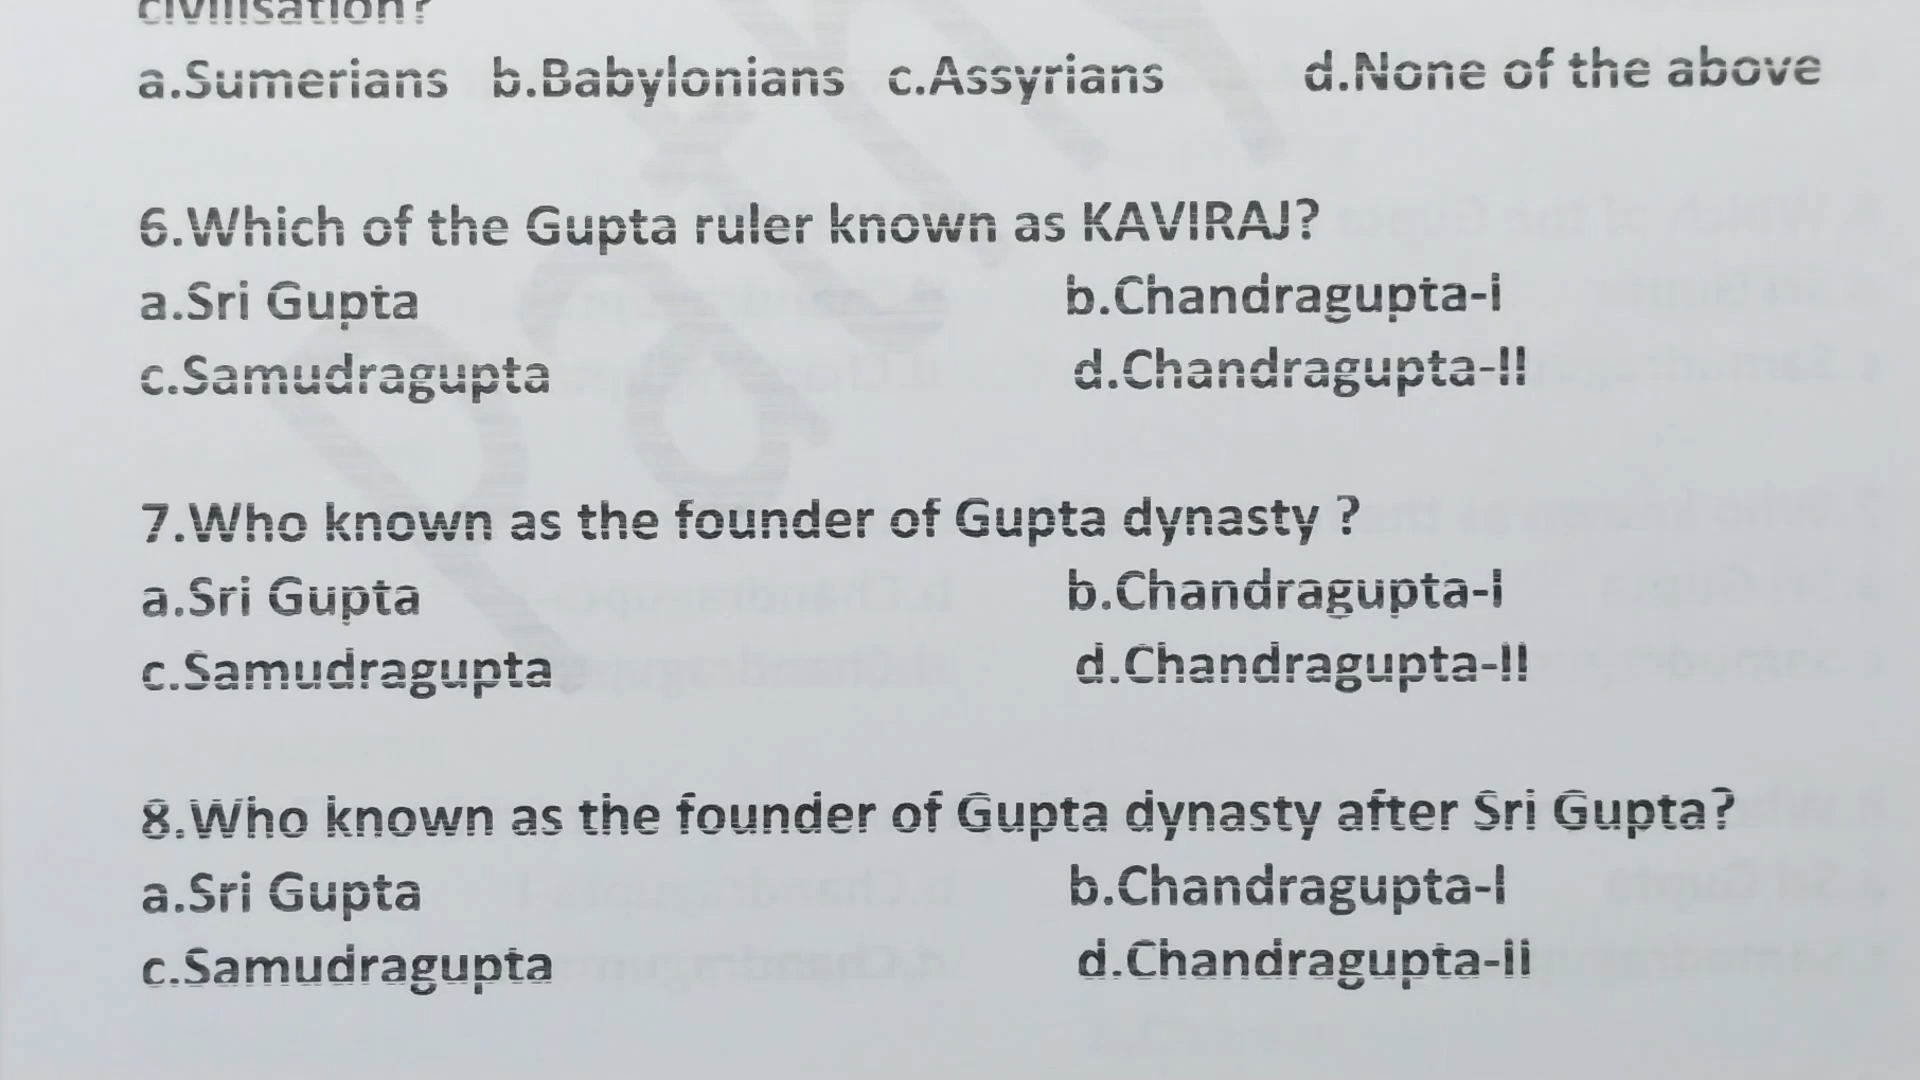 civilisation?
a.Sumerians b.Babylonians c.Assyrians d.None of the above
6.Which of the Gupta ruler known as KAVIRAJ?
a.Sri Gupta b.Chandragupta-I
c.Samudragupta d.Chandragupta-II
7.Who known as the founder of Gupta dynasty ?
a.Sri Gupta b.Chandragupta-I
c.Samudragupta d.Chandragupta-II
8.Who known as the founder of Gupta dynasty after Sri Gupta?
a.Sri Gupta b.Chandragupta-I
c.Samudragupta d.Chandragupta-II